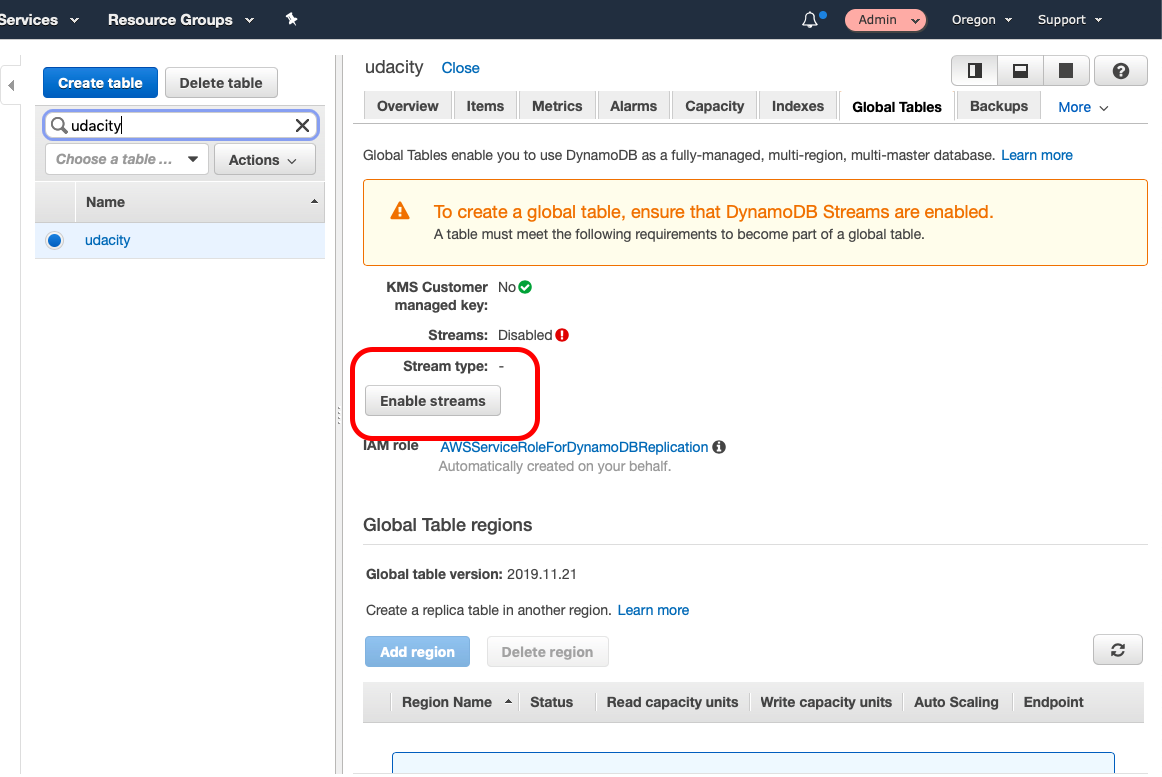 Services Resource Groups Admin Oregon Support
Create table Delete table
udacity
Choose a table ... Actions
Name
udacity
udacity Close
Overview Items Metrics Alarms Capacity Indexes Global Tables Backups More
Global Tables enable you to use DynamoDB as a fully-managed, multi-region, multi-master database. Learn more
To create a global table, ensure that DynamoDB Streams are enabled.
A table must meet the following requirements to become part of a global table.
KMS Customer No
managed key:
Streams: Disabled
Stream type: -
Enable streams
IAM role AWSServiceRoleForDynamoDBReplication
Automatically created on your behalf.
Global Table regions
Global table version: 2019.11.21
Create a replica table in another region. Learn more
Add region Delete region
Region Name Status Read capacity units Write capacity units Auto Scaling Endpoint